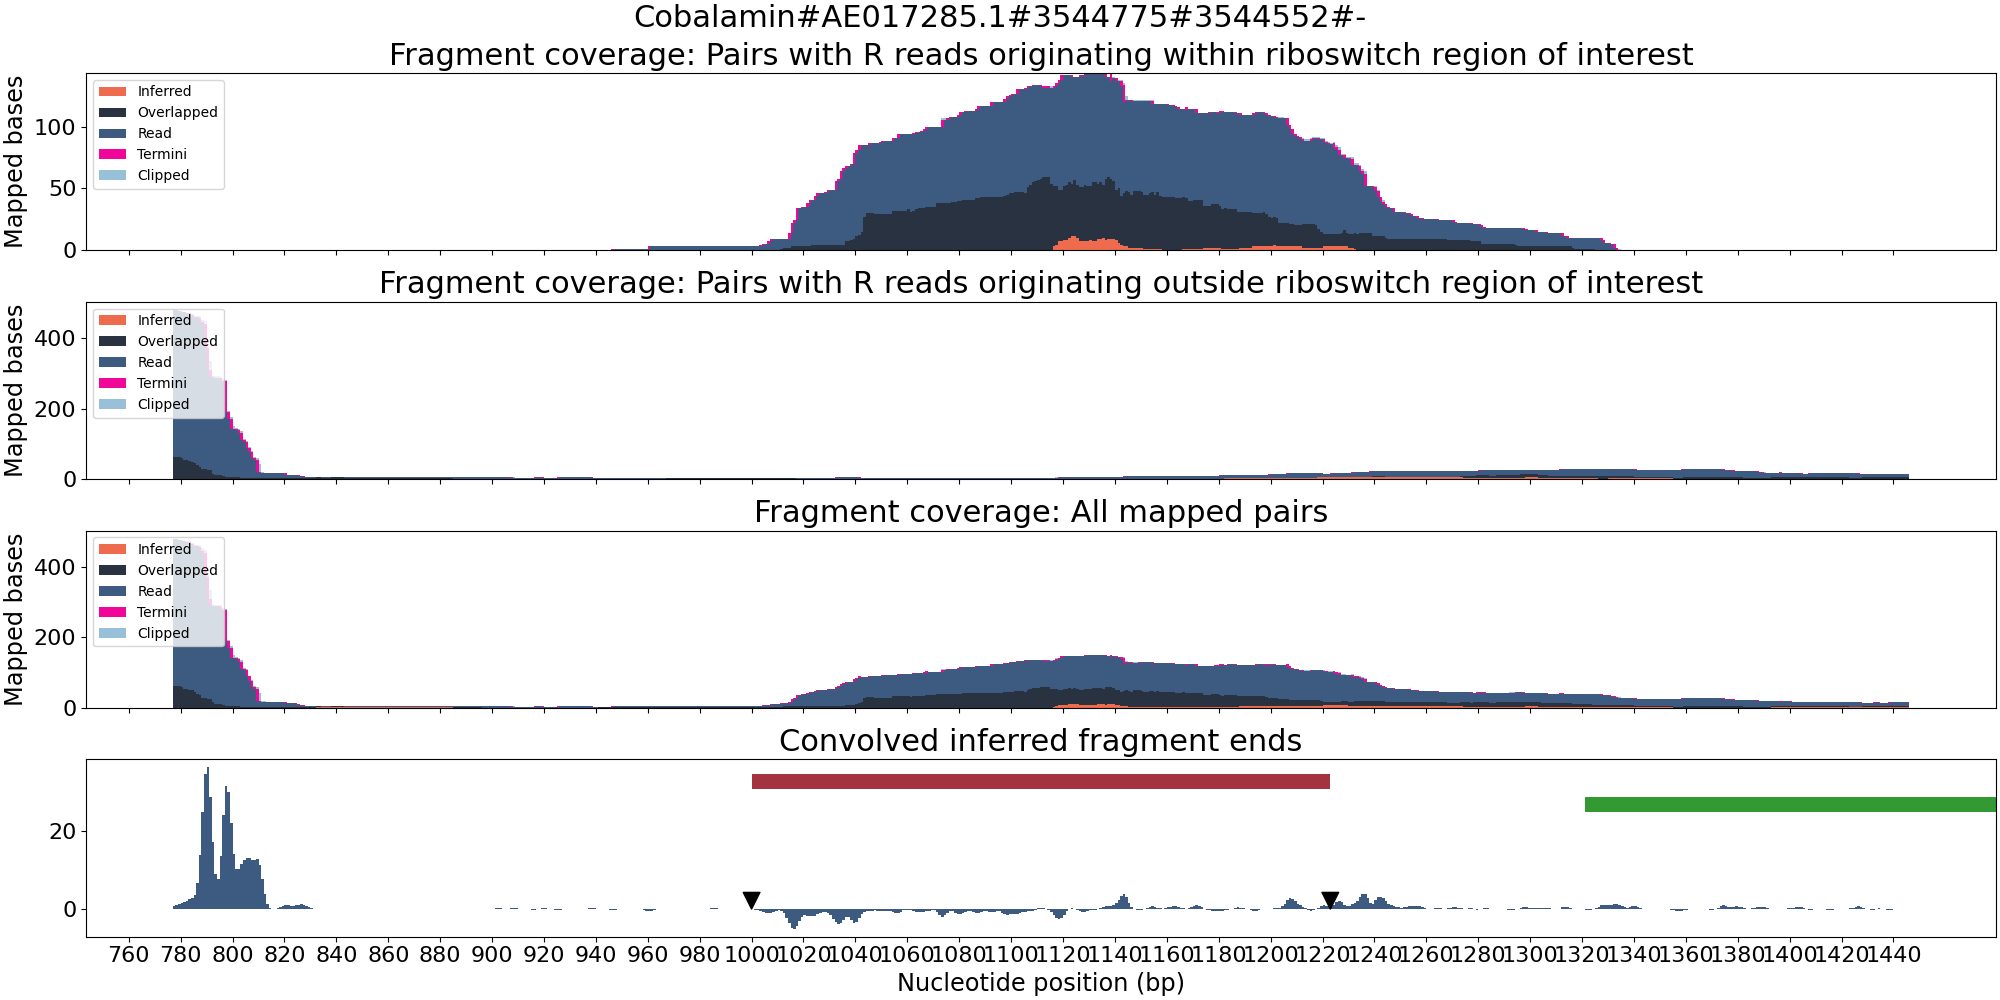 Cobalamin#AE017285.1#3544775#3544552#-
Fragment coverage: Pairs with R reads originating within riboswitch region of interest
Mapped bases
100
50
0
Inferred
Overlapped
Read
Termini
Clipped
Fragment coverage: Pairs with R reads originating outside riboswitch region of interest
Mapped bases
400
200
0
Inferred
Overlapped
Read
Termini
Clipped
Fragment coverage: All mapped pairs
Mapped bases
400
200
0
Inferred
Overlapped
Read
Termini
Clipped
Convolved inferred fragment ends
20
0
760 780 800 820 840 860 880 900 920 940 960 980 1000 1020 1040 1060 1080 1100 1120 1140 1160 1180 1200 1220 1240 1260 1280 1300 1320 1340 1360 1380 1400 1420 1440
Nucleotide position (bp)